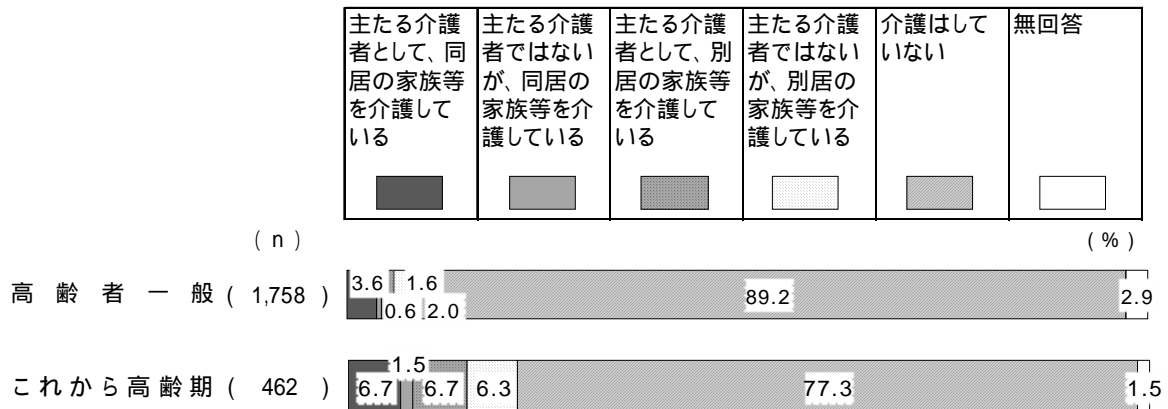 主たる介護者として、同居の家族等を介護している
主たる介護者ではないが、同居の家族等を介護している
主たる介護者として、別居の家族等を介護している
主たる介護者ではないが、別居の家族等を介護している
介護はしていない
無回答
(n)
(%)
高齢者一般(1,758)
3.6 0.6 1.6 2.0 89.2 2.9
これから高齢期(462)
6.7 1.5 6.7 6.3 77.3 1.5